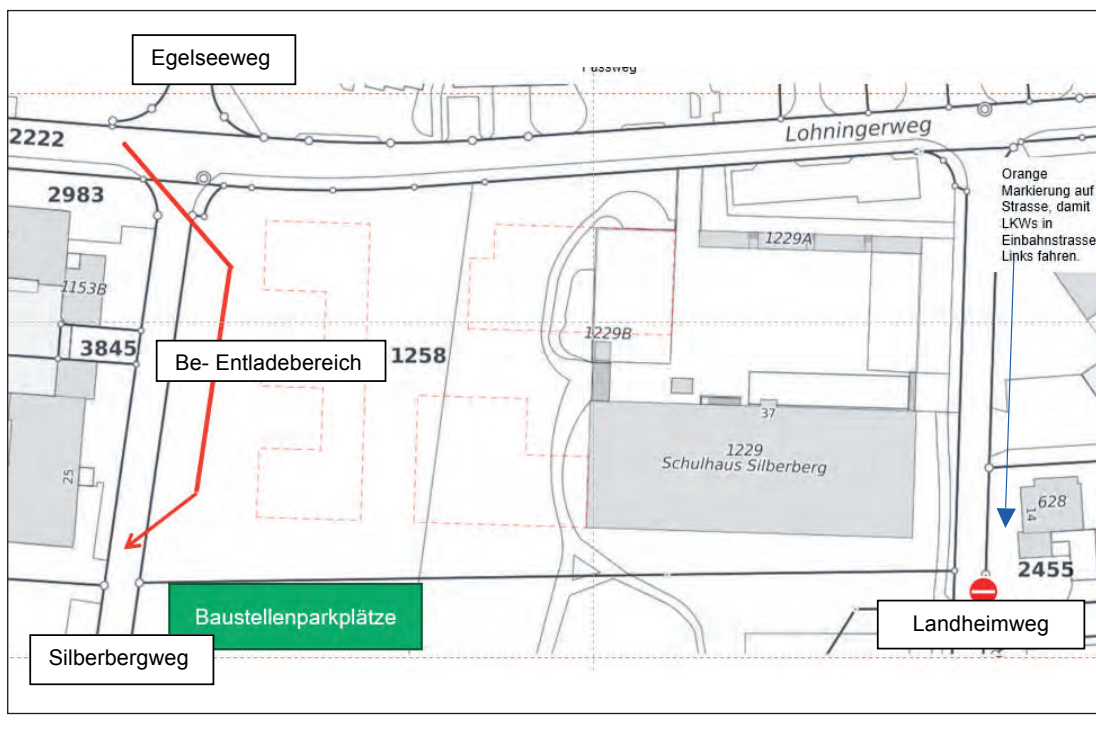 Egelseeweg
Fussweg
2222
Lohningerweg
2983
Orange
Markierung auf
Strasse, damit
LKWs in
Einbahnstrasse
Links fahren.
1229A
1153B
1229B
3845
Be- Entladebereich
1258
37
1229
Schulhaus Silberberg
25
628
14
2455
Baustellenparkplätze
Landheimweg
Silberbergweg